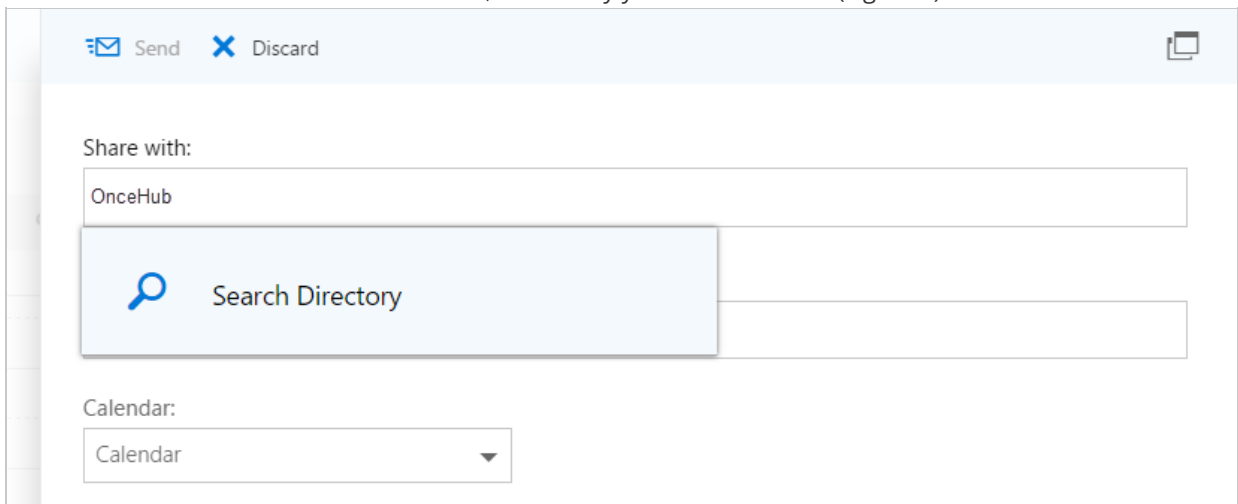 Send Discard
Share with:
OnceHub
Search Directory
Calendar:
Calendar